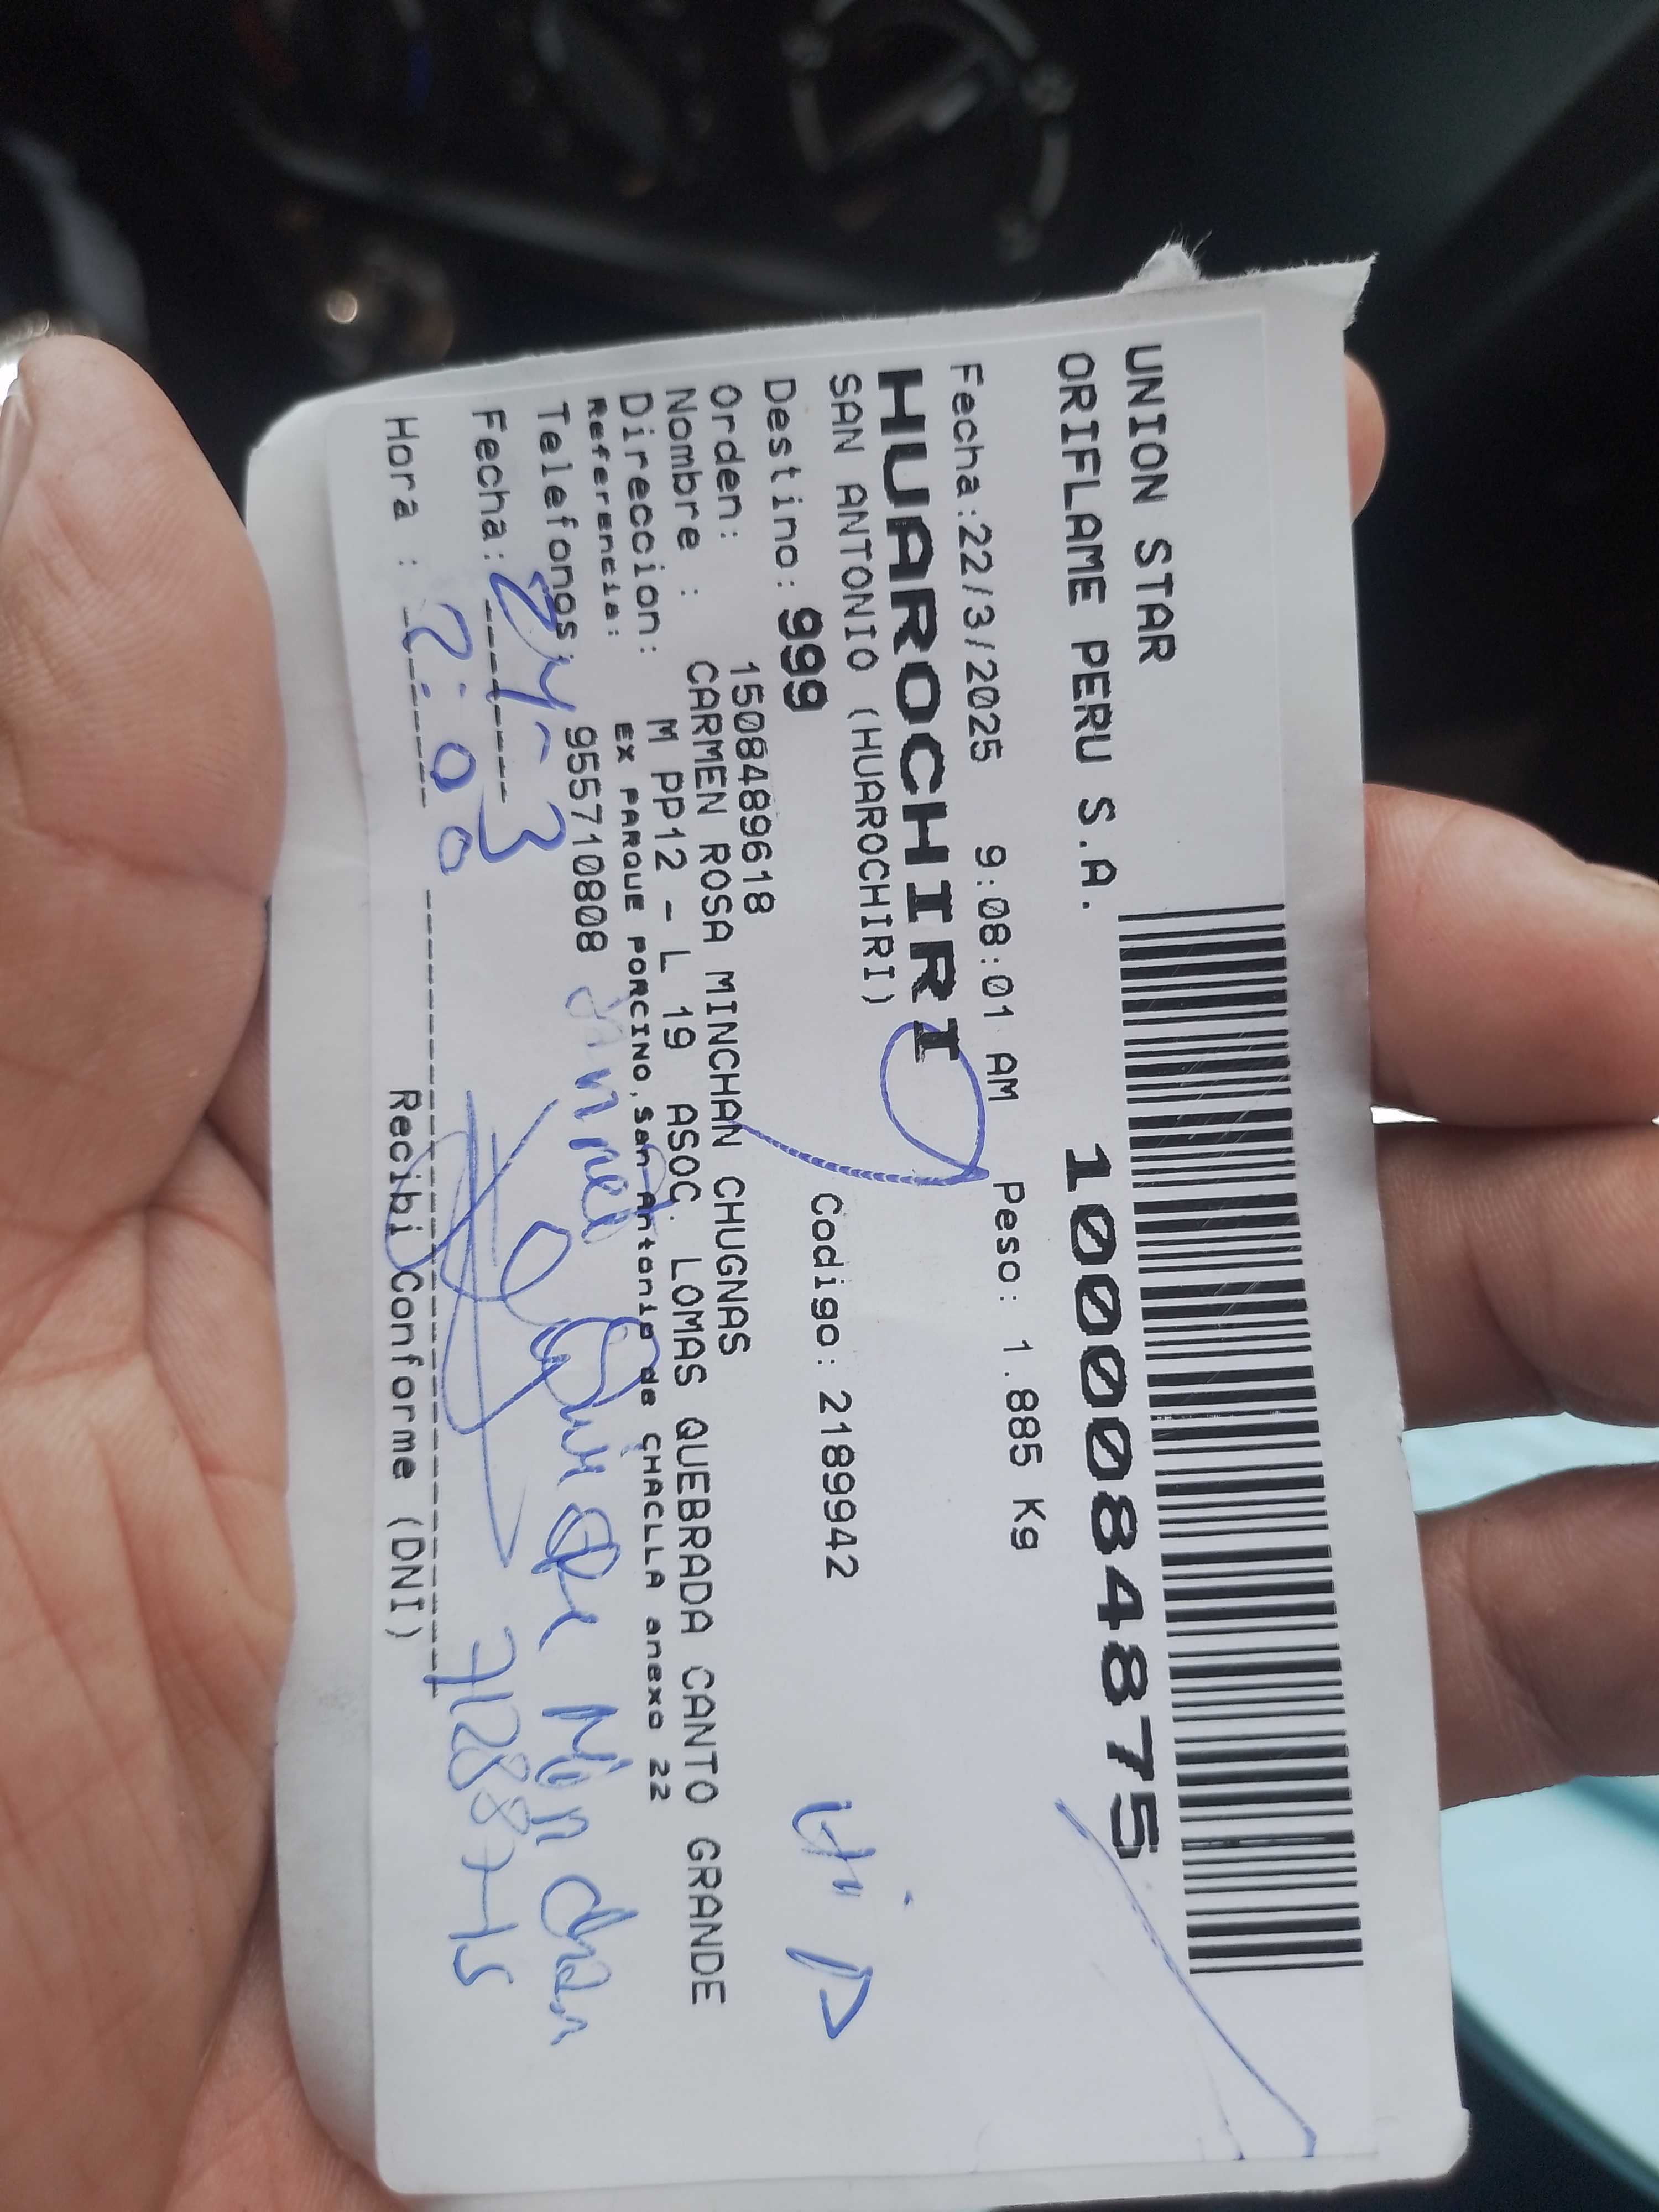 UNION STAR
ORIFLAME PERU S.A. 1000084875
Fecha:22/3/2025 9:08:01 AM Peso: 1.885 Kg
HUAROCHIRI
SAN ANTONIO (HUAROCHIRI)
Destino: 999 Codigo: 2189942
Orden: 15084889618
Nombre : CARMEN ROSA MINCHAN CHUGNAS
Direccion: M PP12 - L 19 ASOC. LOMAS QUEBRADA CANTO GRANDE
Referencia: EX PARQUE PORCINO,San Antonio de CHACLLA anexo 22
Telefonos: 955710808
Minchan
Fecha: 24-3
Hora : 2:00
Recibi Conforme (DNI)